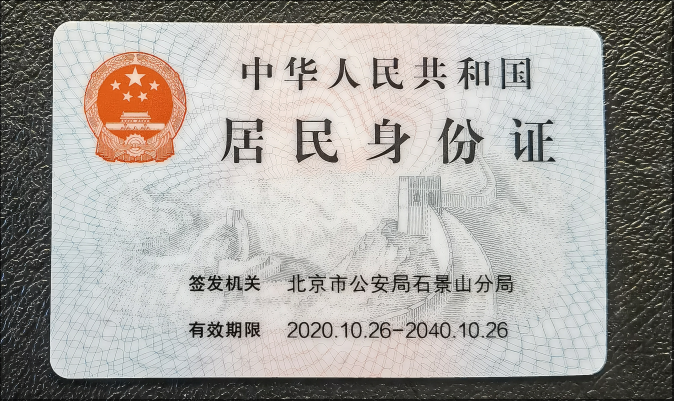 中华人民共和国
居民身份证
签发机关 北京市公安局石景山分局
有效期限 2020.10.26-2040.10.26